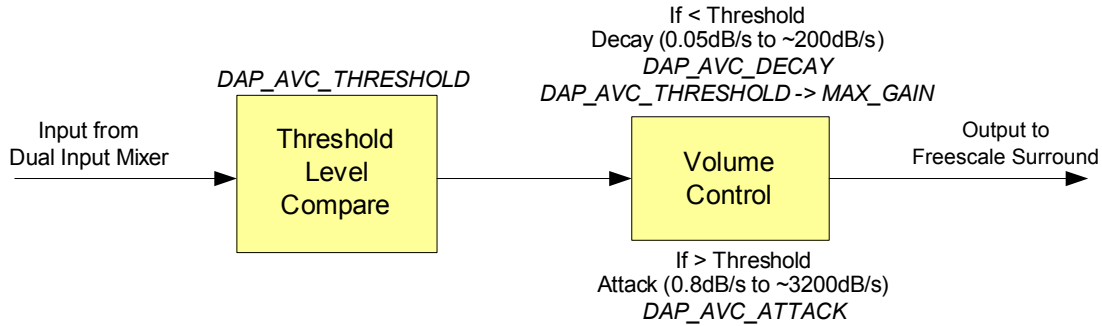 If < Threshold
Decay (0.05dB/s to ~200dB/s)
DAP_AVC_DECAY
DAP_AVC_THRESHOLD -> MAX_GAIN
DAP_AVC_THRESHOLD
Input from
Dual Input Mixer
Threshold
Level
Compare
Volume
Control
Output to
Freescale Surround
If > Threshold
Attack (0.8dB/s to ~3200dB/s)
DAP_AVC_ATTACK